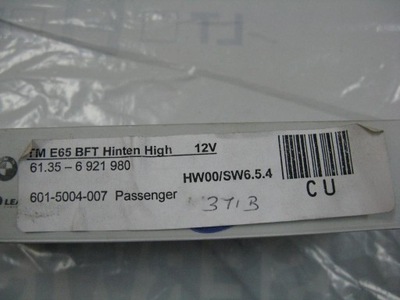 TM E65 BFT Hinten High 12V
61.35 – 6 921 980
HW00/SW6.5.4
601-5004-007 Passenger
CU